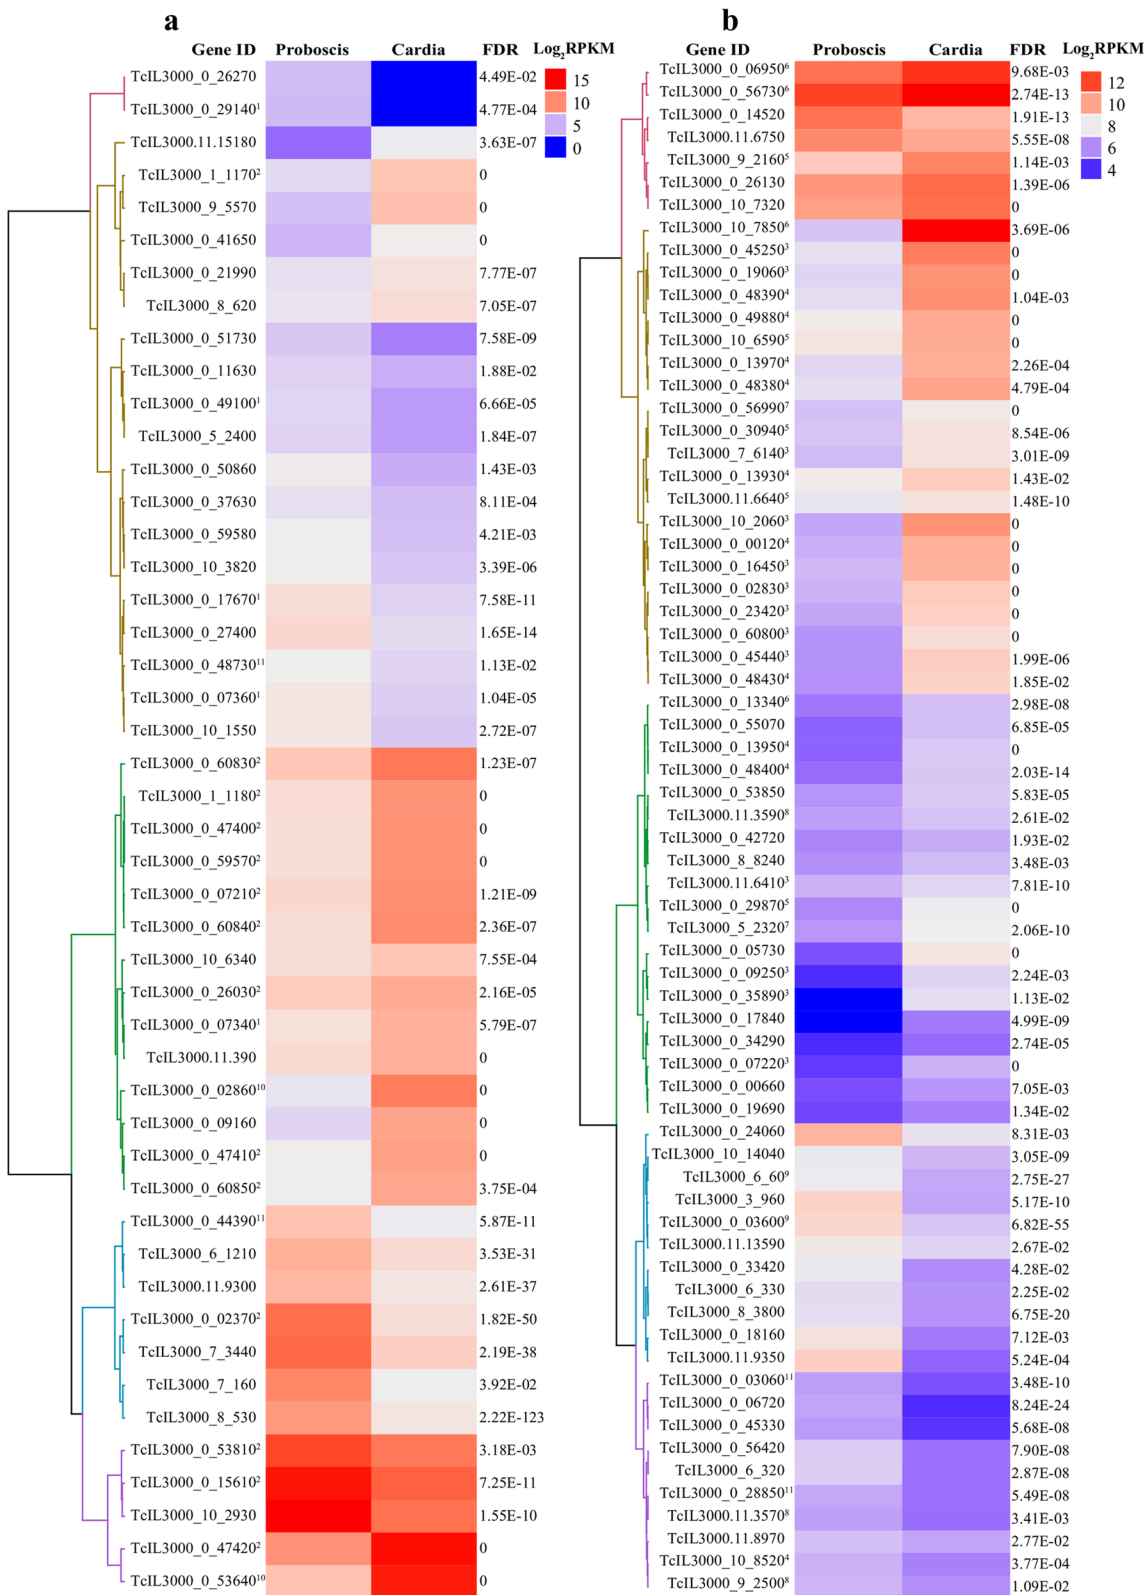 a
Gene ID Proboscis Cardia FDR Log₂RPKM
15
10
5
0
TcIL3000_0_26270 4.49E-02
TcIL3000_0_29140¹ 4.77E-04
TcIL3000.11.15180 3.63E-07
TcIL3000_1_1170² 0
TcIL3000_9_5570 0
TcIL3000_0_41650 0
TcIL3000_0_21990 7.77E-07
TcIL3000_8_620 7.05E-07
TcIL3000_0_51730 7.58E-09
TcIL3000_0_11630 1.88E-02
TcIL3000_0_49100¹ 6.66E-05
TcIL3000_5_2400 1.84E-07
TcIL3000_0_50860 1.43E-03
TcIL3000_0_37630 8.11E-04
TcIL3000_0_59580 4.21E-03
TcIL3000_10_3820 3.39E-06
TcIL3000_0_17670¹ 7.58E-11
TcIL3000_0_27400 1.65E-14
TcIL3000_0_48730¹¹ 1.13E-02
TcIL3000_0_07360¹ 1.04E-05
TcIL3000_10_1550 2.72E-07
TcIL3000_0_60830² 1.23E-07
TcIL3000_1_1180² 0
TcIL3000_0_47400² 0
TcIL3000_0_59570² 0
TcIL3000_0_07210² 1.21E-09
TcIL3000_0_60840² 2.36E-07
TcIL3000_10_6340 7.55E-04
TcIL3000_0_26030² 2.16E-05
TcIL3000_0_07340¹ 5.79E-07
TcIL3000.11.390 0
TcIL3000_0_02860¹⁰ 0
TcIL3000_0_09160 0
TcIL3000_0_47410² 0
TcIL3000_0_60850² 3.75E-04
TcIL3000_0_44390¹¹ 5.87E-11
TcIL3000_6_1210 3.53E-31
TcIL3000.11.9300 2.61E-37
TcIL3000_0_02370² 1.82E-50
TcIL3000_7_3440 2.19E-38
TcIL3000_7_160 3.92E-02
TcIL3000_8_530 2.22E-123
TcIL3000_0_53810² 3.18E-03
TcIL3000_0_15610² 7.25E-11
TcIL3000_10_2930 1.55E-10
TcIL3000_0_47420² 0
TcIL3000_0_53640¹⁰ 0
b
Gene ID Proboscis Cardia FDR Log₂RPKM
12
10
8
6
4
TcIL3000_0_06950⁶ 9.68E-03
TcIL3000_0_56730⁶ 2.74E-13
TcIL3000_0_14520 1.91E-13
TcIL3000.11.6750 5.55E-08
TcIL3000_9_2160⁵ 1.14E-03
TcIL3000_0_26130 1.39E-06
TcIL3000_10_7320 0
TcIL3000_10_7850⁶ 3.69E-06
TcIL3000_0_45250³ 0
TcIL3000_0_19060³ 0
TcIL3000_0_48390⁴ 1.04E-03
TcIL3000_0_49880⁴ 0
TcIL3000_10_6590⁵ 0
TcIL3000_0_13970⁴ 2.26E-04
TcIL3000_0_48380⁴ 4.79E-04
TcIL3000_0_56990⁷ 0
TcIL3000_0_30940⁵ 8.54E-06
TcIL3000_7_6140³ 3.01E-09
TcIL3000_0_13930⁴ 1.43E-02
TcIL3000.11.6640⁵ 1.48E-10
TcIL3000_10_2060³ 0
TcIL3000_0_00120⁴ 0
TcIL3000_0_16450³ 0
TcIL3000_0_02830³ 0
TcIL3000_0_23420³ 0
TcIL3000_0_60800³ 0
TcIL3000_0_45440³ 1.99E-06
TcIL3000_0_48430⁴ 1.85E-02
TcIL3000_0_13340⁶ 2.98E-08
TcIL3000_0_55070 6.85E-05
TcIL3000_0_13950⁴ 0
TcIL3000_0_48400⁴ 2.03E-14
TcIL3000_0_53850 5.83E-05
TcIL3000.11.3590⁸ 2.61E-02
TcIL3000_0_42720 1.93E-02
TcIL3000_8_8240 3.48E-03
TcIL3000.11.6410³ 7.81E-10
TcIL3000_0_29870⁵ 0
TcIL3000_5_2320⁷ 2.06E-10
TcIL3000_0_05730 0
TcIL3000_0_09250³ 2.24E-03
TcIL3000_0_35890³ 1.13E-02
TcIL3000_0_17840 4.99E-09
TcIL3000_0_34290 2.74E-05
TcIL3000_0_07220³ 0
TcIL3000_0_00660 7.05E-03
TcIL3000_0_19690 1.34E-02
TcIL3000_0_24060 8.31E-03
TcIL3000_10_14040 3.05E-09
TcIL3000_6_60⁹ 2.75E-27
TcIL3000_3_960 5.17E-10
TcIL3000_0_03600⁹ 6.82E-55
TcIL3000.11.13590 2.67E-02
TcIL3000_0_33420 4.28E-02
TcIL3000_6_330 2.25E-02
TcIL3000_8_3800 6.75E-20
TcIL3000_0_18160 7.12E-03
TcIL3000.11.9350 5.24E-04
TcIL3000_0_03060¹¹ 3.48E-10
TcIL3000_0_06720 8.24E-24
TcIL3000_0_45330 5.68E-08
TcIL3000_0_56420 7.90E-08
TcIL3000_6_320 2.87E-08
TcIL3000_0_28850¹¹ 5.49E-08
TcIL3000.11.3570⁸ 3.41E-03
TcIL3000.11.8970 2.77E-02
TcIL3000_10_8520⁴ 3.77E-04
TcIL3000_9_2500⁸ 1.09E-02